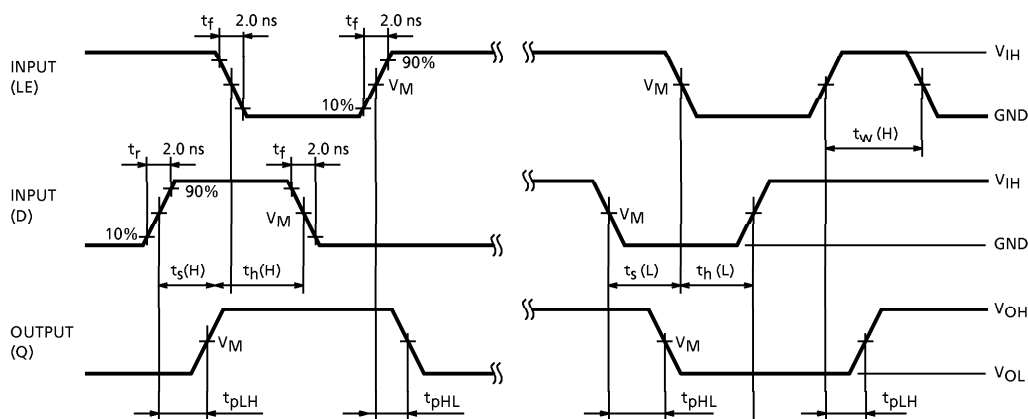 tf 2.0 ns tf 2.0 ns
INPUT
(LE)
90%
VM
10%
VM
VIH
GND
tw (H)
tr 2.0 ns tf 2.0 ns
INPUT
(D)
90%
VM
10%
VM
VIH
GND
ts(H) th(H) ts (L) th (L)
OUTPUT
(Q)
VM
VM
VOH
VOL
tpLH tpHL tpHL tpLH